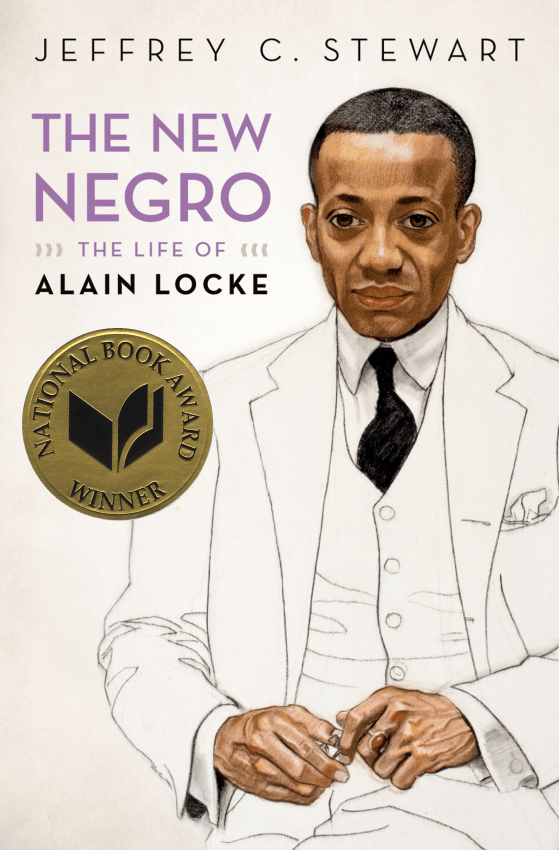 JEFFREY C. STEWART
THE NEW
NEGRO
THE LIFE OF
ALAIN LOCKE
NATIONAL BOOK AWARD
WINNER